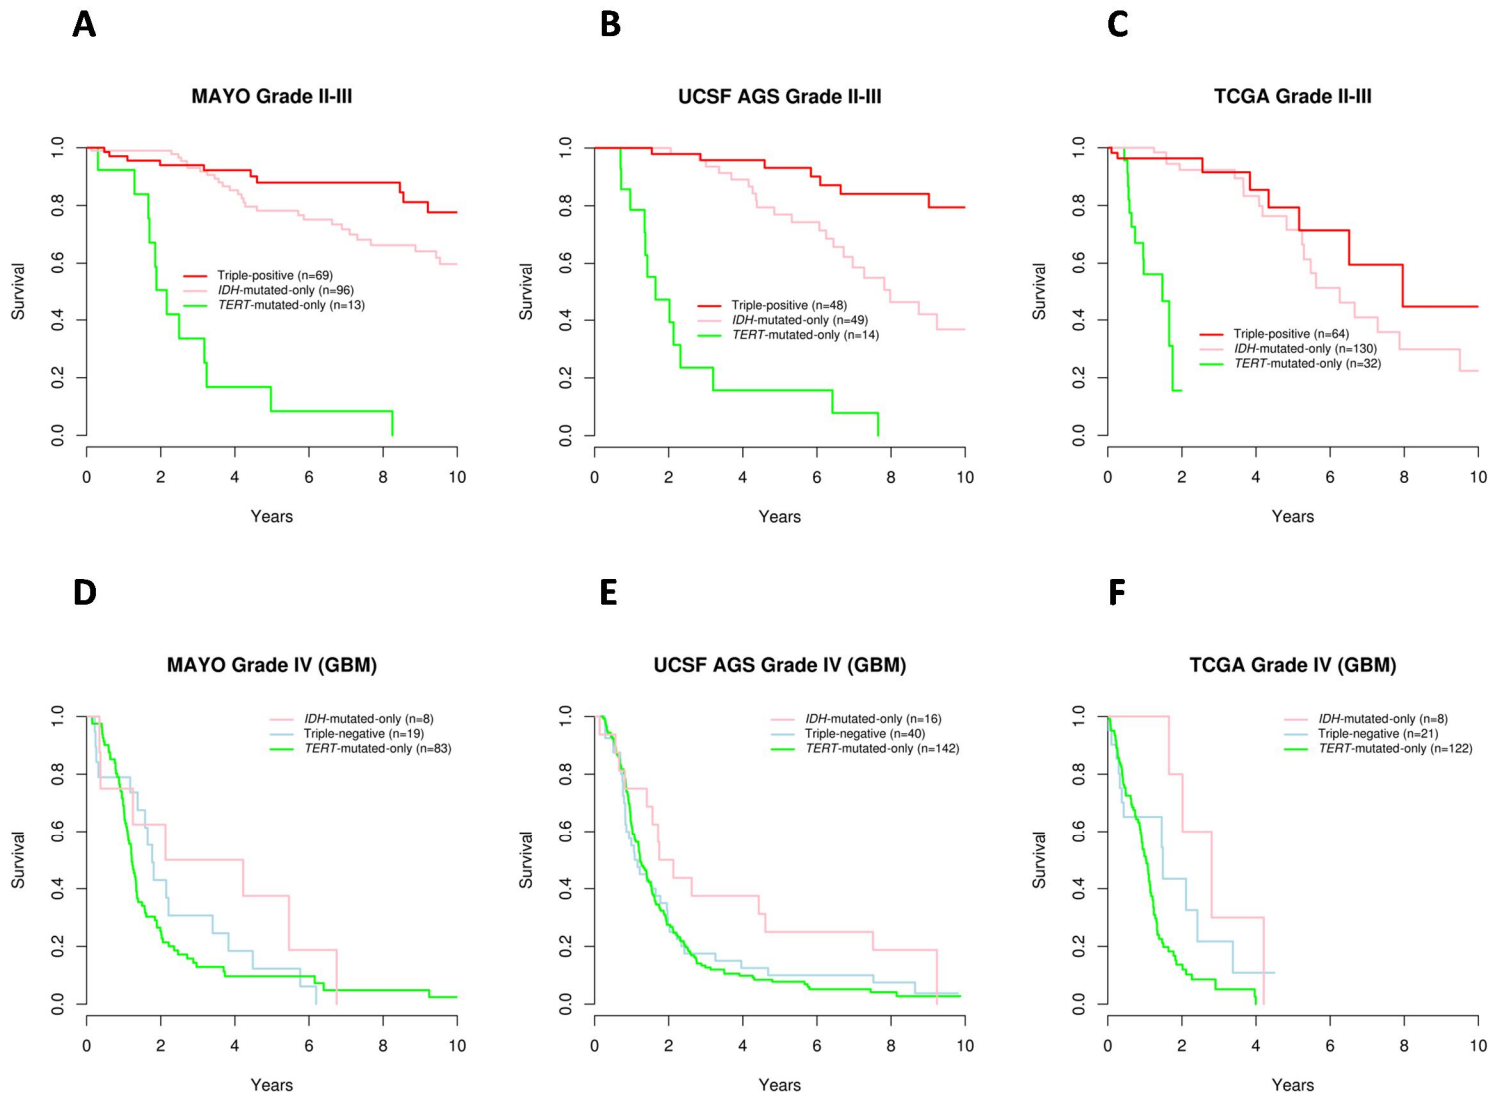 A
B
C
MAYO Grade II-III
UCSF AGS Grade II-III
TCGA Grade II-III
Survival
1.0
0.8
0.6
0.4
0.2
0.0
Triple-positive (n=69)
IDH-mutated-only (n=96)
TERT-mutated-only (n=13)
0 2 4 6 8 10
Years
Survival
1.0
0.8
0.6
0.4
0.2
0.0
Triple-positive (n=48)
IDH-mutated-only (n=49)
TERT-mutated-only (n=14)
0 2 4 6 8 10
Years
Survival
1.0
0.8
0.6
0.4
0.2
0.0
Triple-positive (n=64)
IDH-mutated-only (n=130)
TERT-mutated-only (n=32)
0 2 4 6 8 10
Years
D
E
F
MAYO Grade IV (GBM)
UCSF AGS Grade IV (GBM)
TCGA Grade IV (GBM)
Survival
1.0
0.8
0.6
0.4
0.2
0.0
IDH-mutated-only (n=8)
Triple-negative (n=19)
TERT-mutated-only (n=83)
0 2 4 6 8 10
Years
Survival
1.0
0.8
0.6
0.4
0.2
0.0
IDH-mutated-only (n=16)
Triple-negative (n=40)
TERT-mutated-only (n=142)
0 2 4 6 8 10
Years
Survival
1.0
0.8
0.6
0.4
0.2
0.0
IDH-mutated-only (n=8)
Triple-negative (n=21)
TERT-mutated-only (n=122)
0 2 4 6 8 10
Years